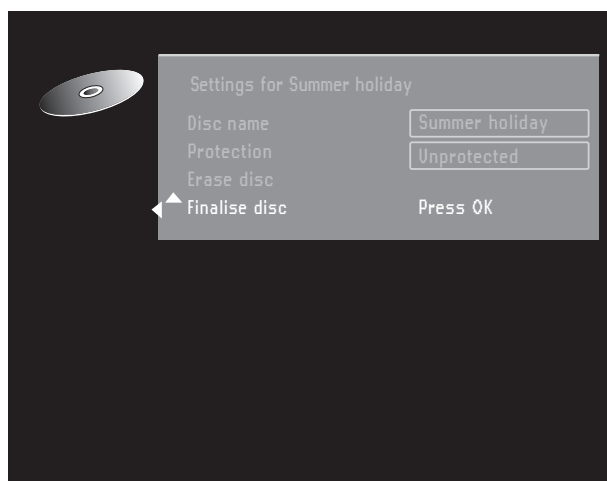 Settings for Summer holiday
Disc name Summer holiday
Protection Unprotected
Erase disc
Finalise disc Press OK